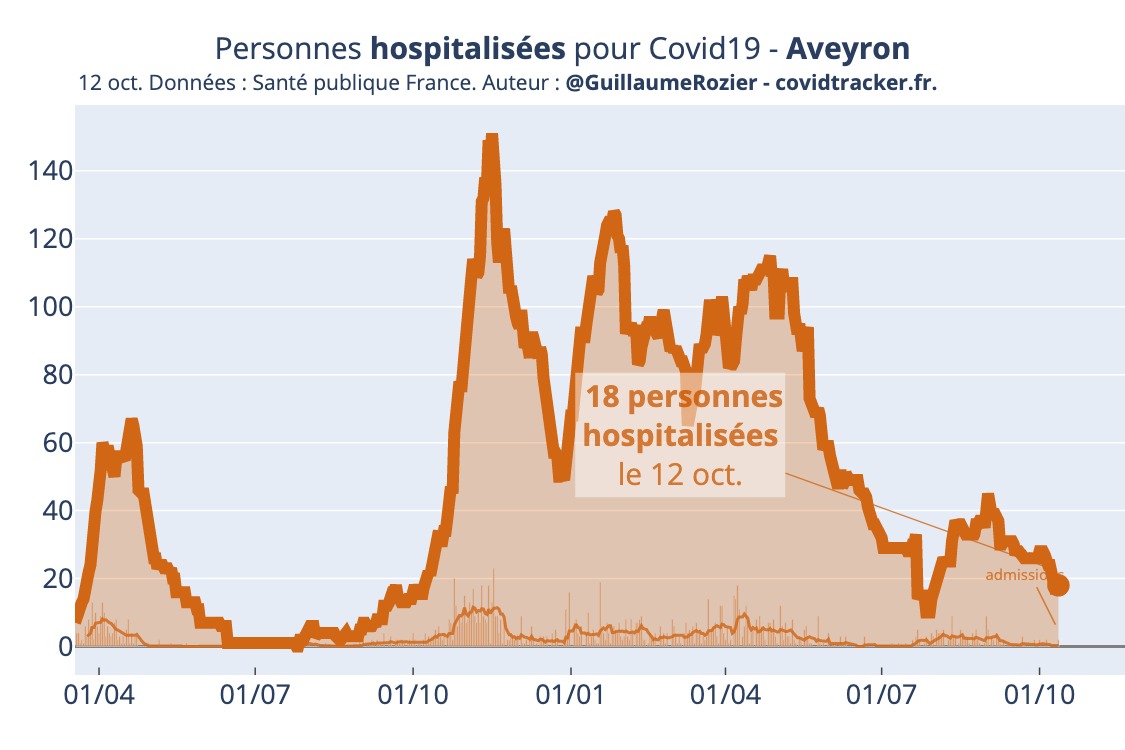 Personnes hospitalisées pour Covid19 - Aveyron
12 oct. Données : Santé publique France. Auteur : @GuillaumeRozier - covidtracker.fr.
140
120
100
80
60
40
20
0
18 personnes
hospitalisées
le 12 oct.
admissions
01/04 01/07 01/10 01/01 01/04 01/07 01/10